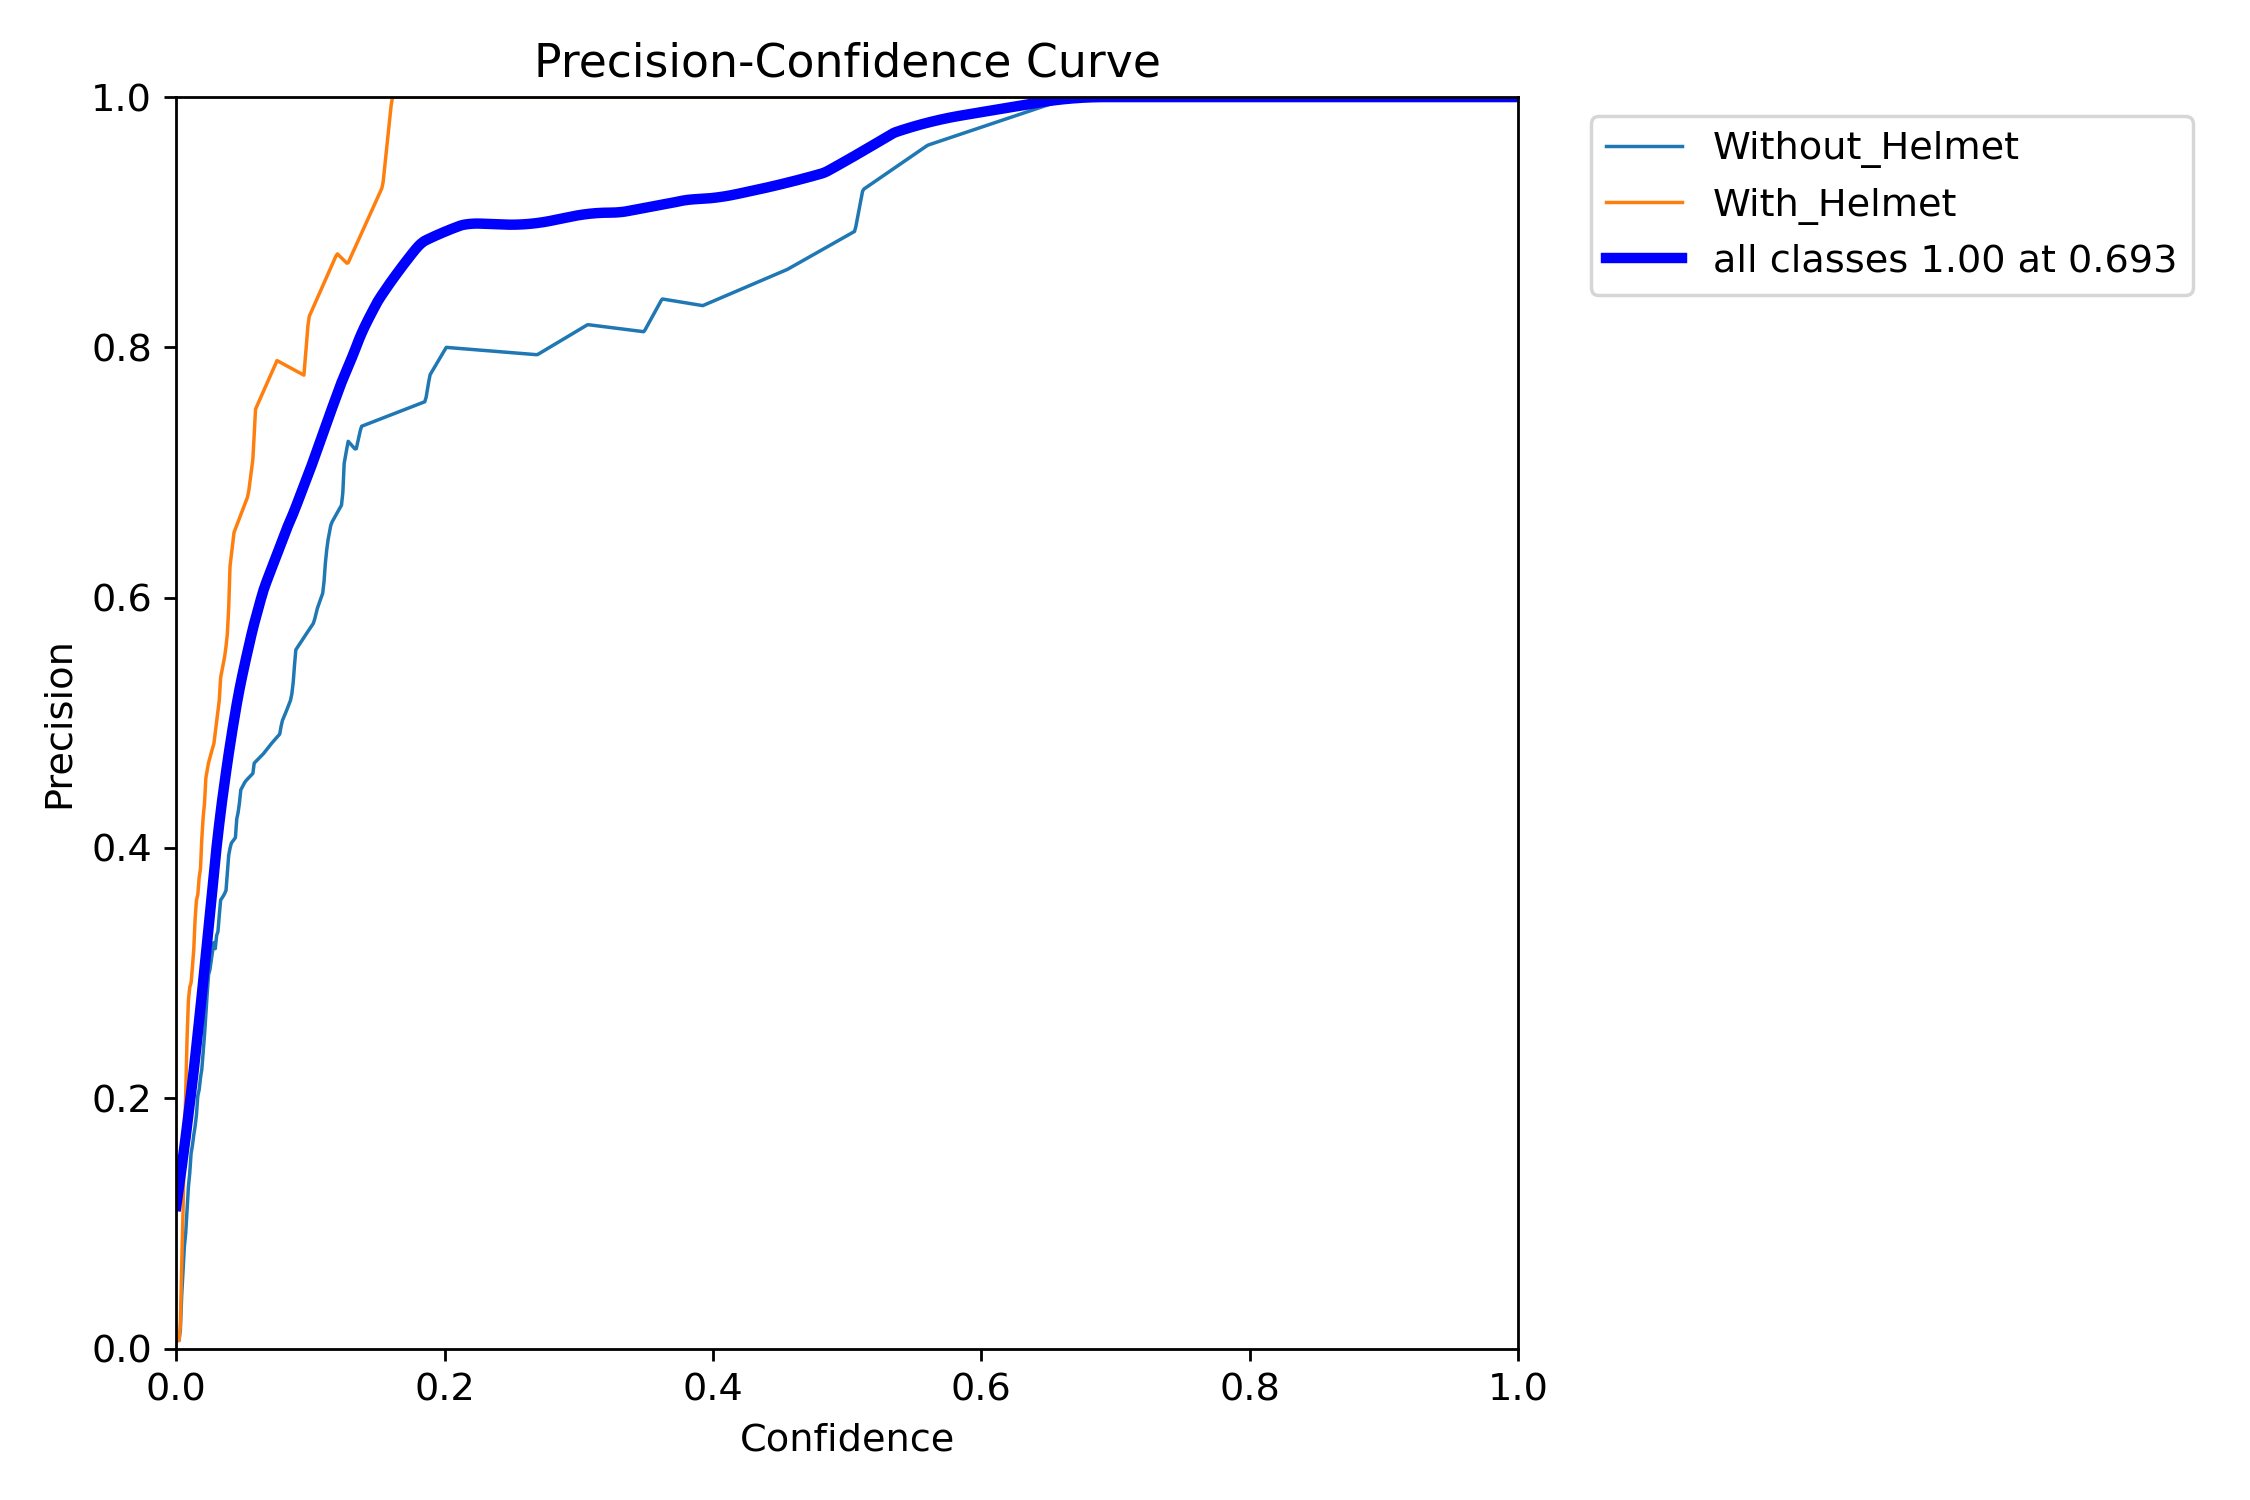 Precision-Confidence Curve
1.0
0.8
0.6
0.4
0.2
0.0
Precision
0.0 0.2 0.4 0.6 0.8 1.0
Confidence
Without_Helmet
With_Helmet
all classes 1.00 at 0.693